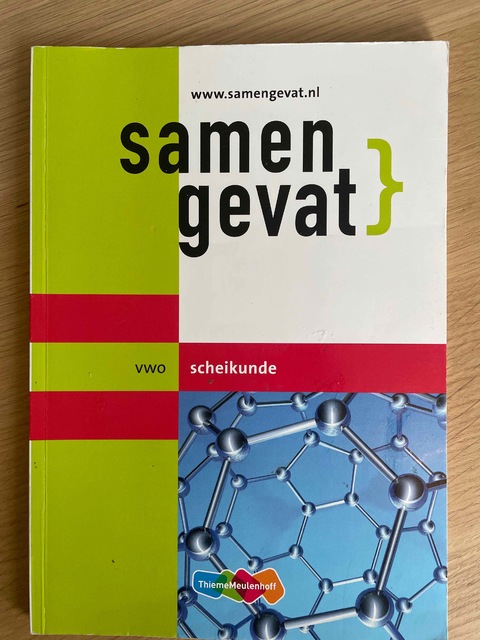 www.samengevat.nl
samen
gevat}
vwo scheikunde
ThiemeMeulenhoff